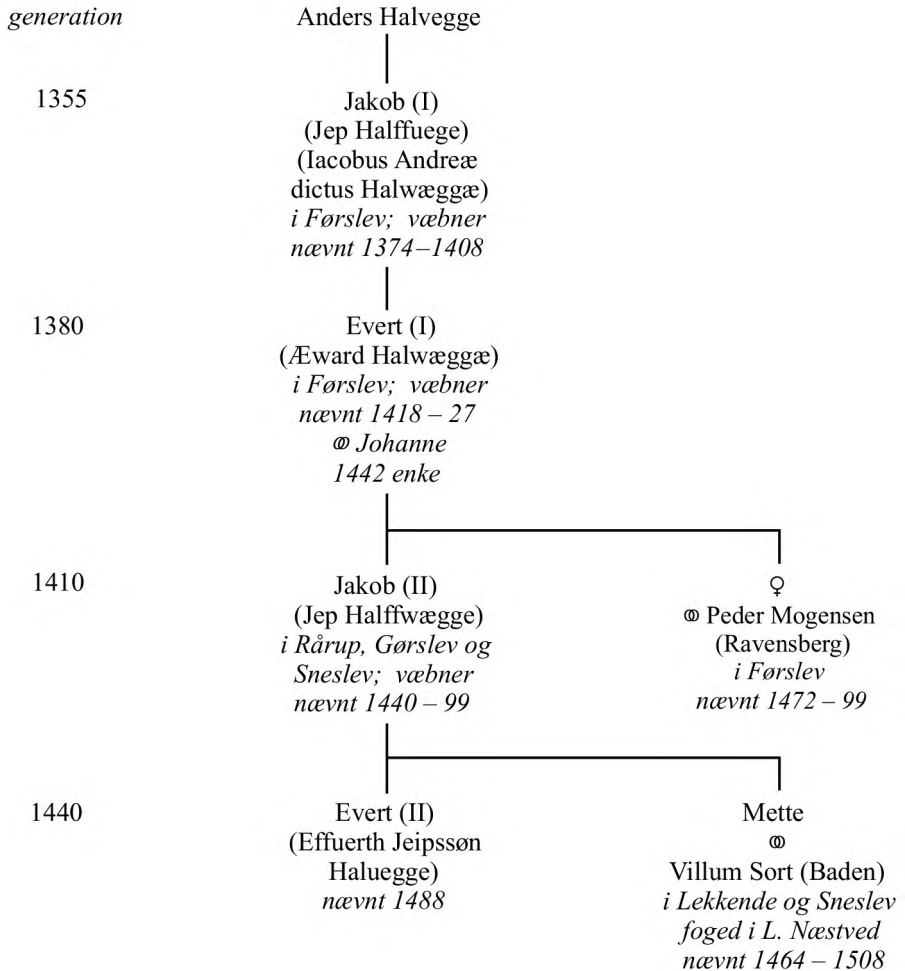 generation
Anders Halvegge
1355
Jakob (I)
(Jep Halffuege)
(Iacobus Andreæ
dictus Halwæggæ)
i Førslev; væbner
nævnt 1374–1408
1380
Evert (I)
(Æward Halwæggæ)
i Førslev; væbner
nævnt 1418 – 27
⚭ Johanne
1442 enke
1410
Jakob (II)
(Jep Halffwægge)
i Rårup, Gørslev og
Sneslev; væbner
nævnt 1440 – 99
♀
⚭ Peder Mogensen
(Ravensberg)
i Førslev
nævnt 1472 – 99
1440
Evert (II)
(Effuerth Jeipssøn
Haluegge)
nævnt 1488
Mette
⚭
Villum Sort (Baden)
i Lekkende og Sneslev
foged i L. Næstved
nævnt 1464 – 1508